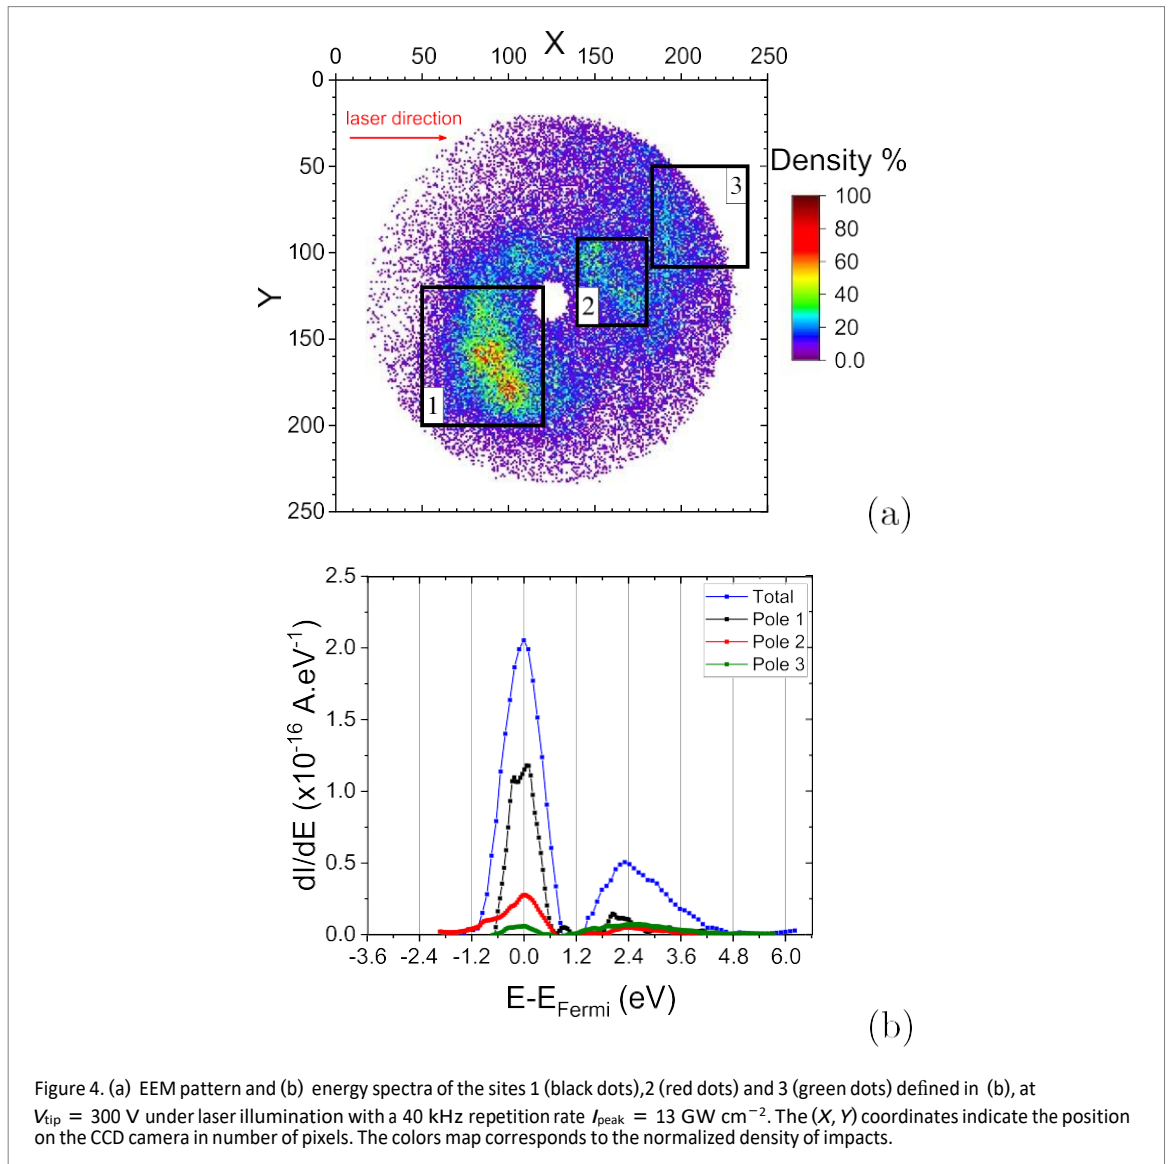 X
0 50 100 150 200 250
0
laser direction
50
Density %
3
100
80
100
60
Y
2
40
150
20
0.0
1
200
250
(a)
2.5
Total
Pole 1
2.0
Pole 2
Pole 3
dI/dE (x10⁻¹⁶ A.eV⁻¹)
1.5
1.0
0.5
0.0
-3.6 -2.4 -1.2 0.0 1.2 2.4 3.6 4.8 6.0
E-E_Fermi (eV)
(b)
Figure 4. (a) EEM pattern and (b) energy spectra of the sites 1 (black dots),2 (red dots) and 3 (green dots) defined in (b), at
V_tip = 300 V under laser illumination with a 40 kHz repetition rate I_peak = 13 GW cm⁻². The (X, Y) coordinates indicate the position
on the CCD camera in number of pixels. The colors map corresponds to the normalized density of impacts.